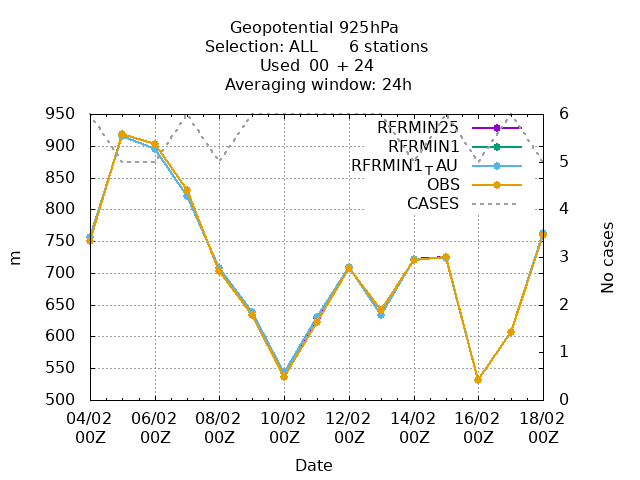 Geopotential 925hPa
Selection: ALL 6 stations
Used 00 + 24
Averaging window: 24h
950
900
850
800
750
700
650
600
550
500
m
6
5
4
3
2
1
0
No cases
RFRMIN25
RFRMIN1
RFRMIN1_TAU
OBS
CASES
04/02 06/02 08/02 10/02 12/02 14/02 16/02 18/02
00Z 00Z 00Z 00Z 00Z 00Z 00Z 00Z
Date